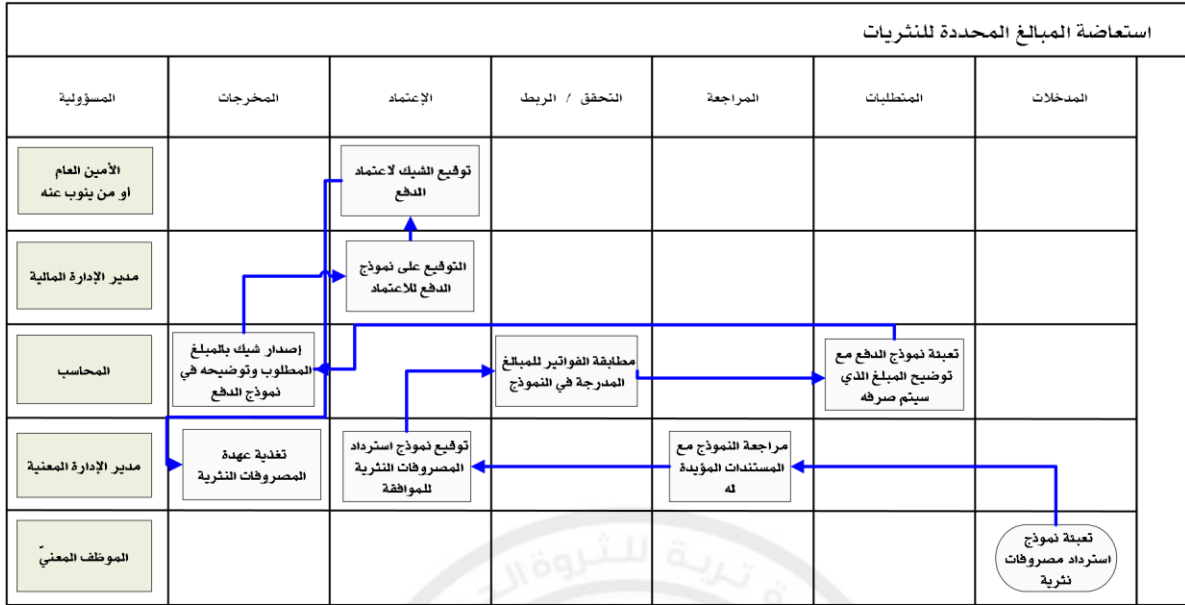 استعاضة المبالغ المحددة للنثريات
المدخلات
المتطلبات
المراجعة
التحقق / الربط
الإعتماد
المخرجات
المسؤولية
توقيع الشيك لاعتماد
الدفع
الأمين العام
أو من ينوب عنه
التوقيع على نموذج
الدفع للاعتماد
مدير الإدارة المالية
تعبئة نموذج الدفع مع
توضيح المبلغ الذي
سيتم صرفه
مطابقة الفواتير للمبالغ
المدرجة في النموذج
إصدار شيك بالمبلغ
المطلوب وتوضيحه في
نموذج الدفع
المحاسب
مراجعة النموذج مع
المستندات المؤيدة
له
توقيع نموذج استرداد
المصروفات النثرية
للموافقة
تغذية عهدة
المصروفات النثرية
مدير الإدارة المعنية
تعبئة نموذج
استرداد مصروفات
نثرية
الموظف المعنيّ